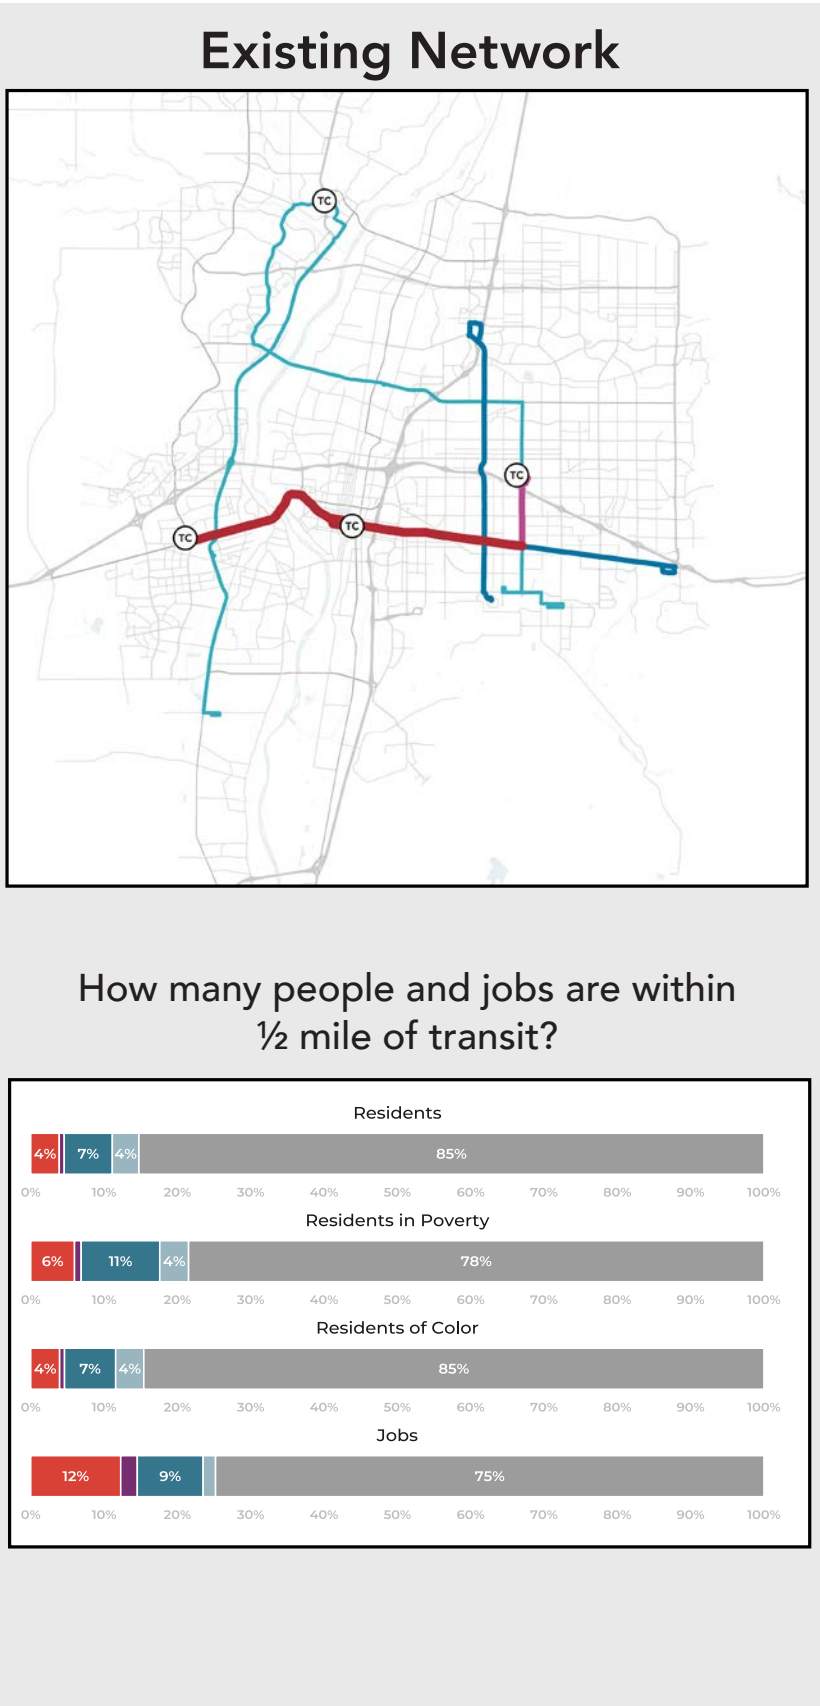 Existing Network
TC
TC
TC
TC
How many people and jobs are within
½ mile of transit?
Residents
4% 7% 4% 85%
0% 10% 20% 30% 40% 50% 60% 70% 80% 90% 100%
Residents in Poverty
6% 11% 4% 78%
0% 10% 20% 30% 40% 50% 60% 70% 80% 90% 100%
Residents of Color
4% 7% 4% 85%
0% 10% 20% 30% 40% 50% 60% 70% 80% 90% 100%
Jobs
12% 9% 75%
0% 10% 20% 30% 40% 50% 60% 70% 80% 90% 100%